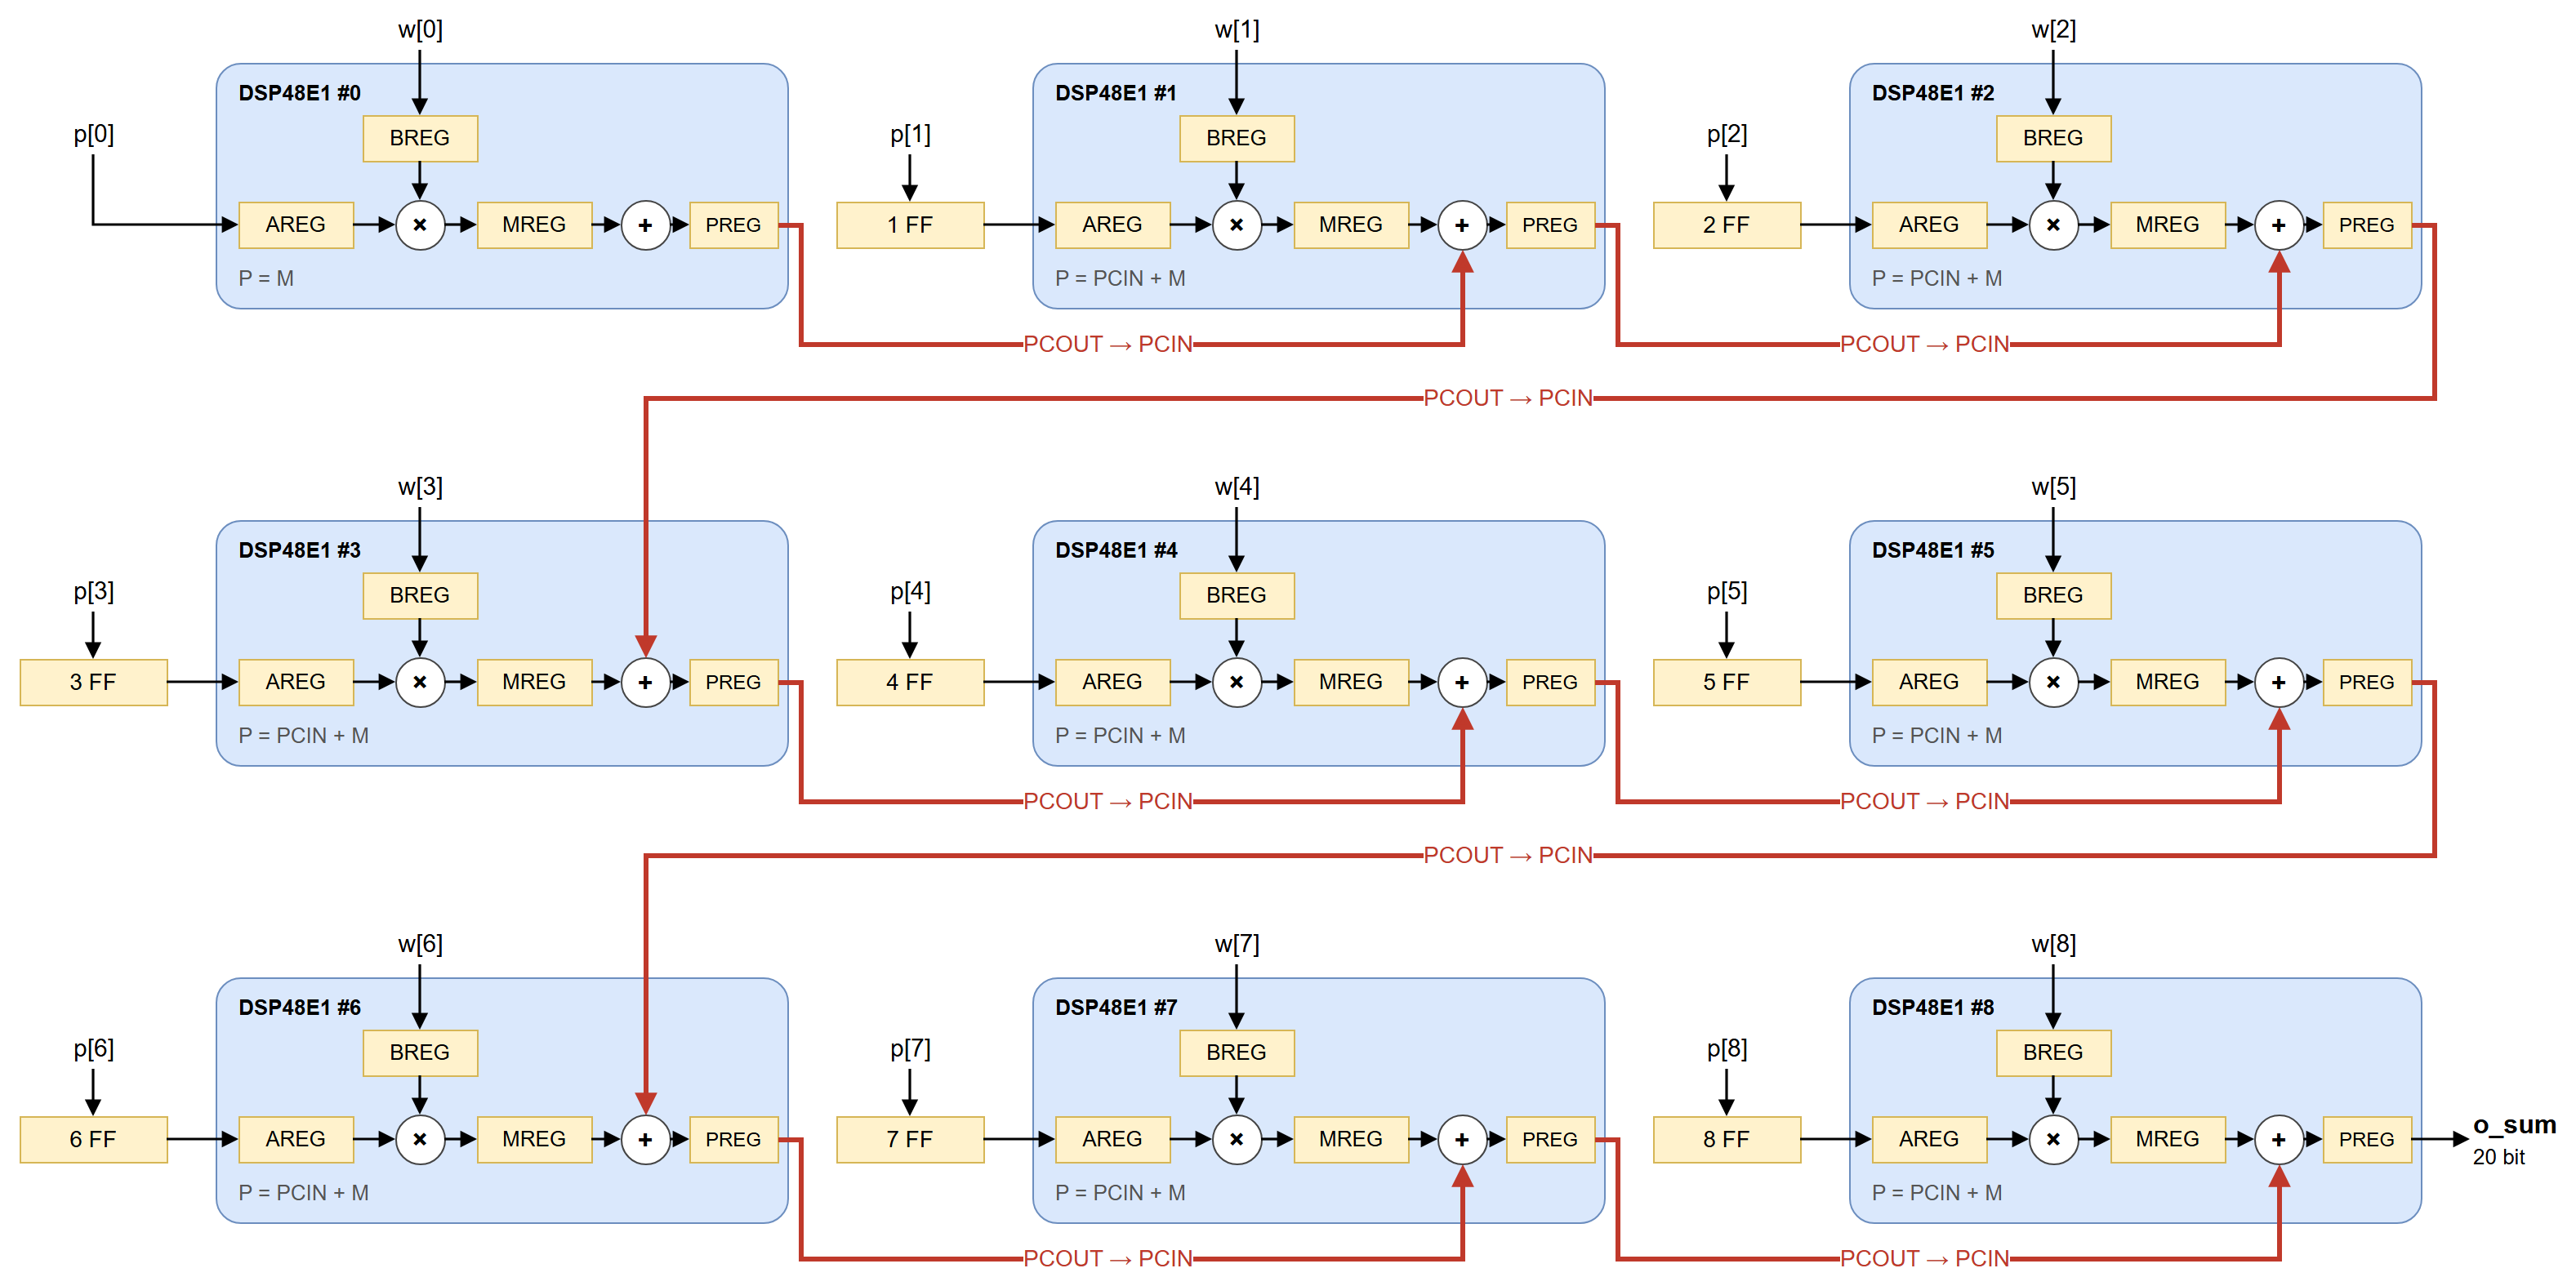 w[0]
w[1]
w[2]
DSP48E1 #0
DSP48E1 #1
DSP48E1 #2
p[0]
BREG
p[1]
BREG
p[2]
BREG
AREG × MREG + PREG
1 FF AREG × MREG + PREG
2 FF AREG × MREG + PREG
P = M
P = PCIN + M
P = PCIN + M
PCOUT → PCIN
PCOUT → PCIN
PCOUT → PCIN
w[3]
w[4]
w[5]
DSP48E1 #3
DSP48E1 #4
DSP48E1 #5
p[3]
BREG
p[4]
BREG
p[5]
BREG
3 FF AREG × MREG + PREG
4 FF AREG × MREG + PREG
5 FF AREG × MREG + PREG
P = PCIN + M
P = PCIN + M
P = PCIN + M
PCOUT → PCIN
PCOUT → PCIN
PCOUT → PCIN
w[6]
w[7]
w[8]
DSP48E1 #6
DSP48E1 #7
DSP48E1 #8
p[6]
BREG
p[7]
BREG
p[8]
BREG
6 FF AREG × MREG + PREG
7 FF AREG × MREG + PREG
8 FF AREG × MREG + PREG
o_sum
20 bit
P = PCIN + M
P = PCIN + M
P = PCIN + M
PCOUT → PCIN
PCOUT → PCIN